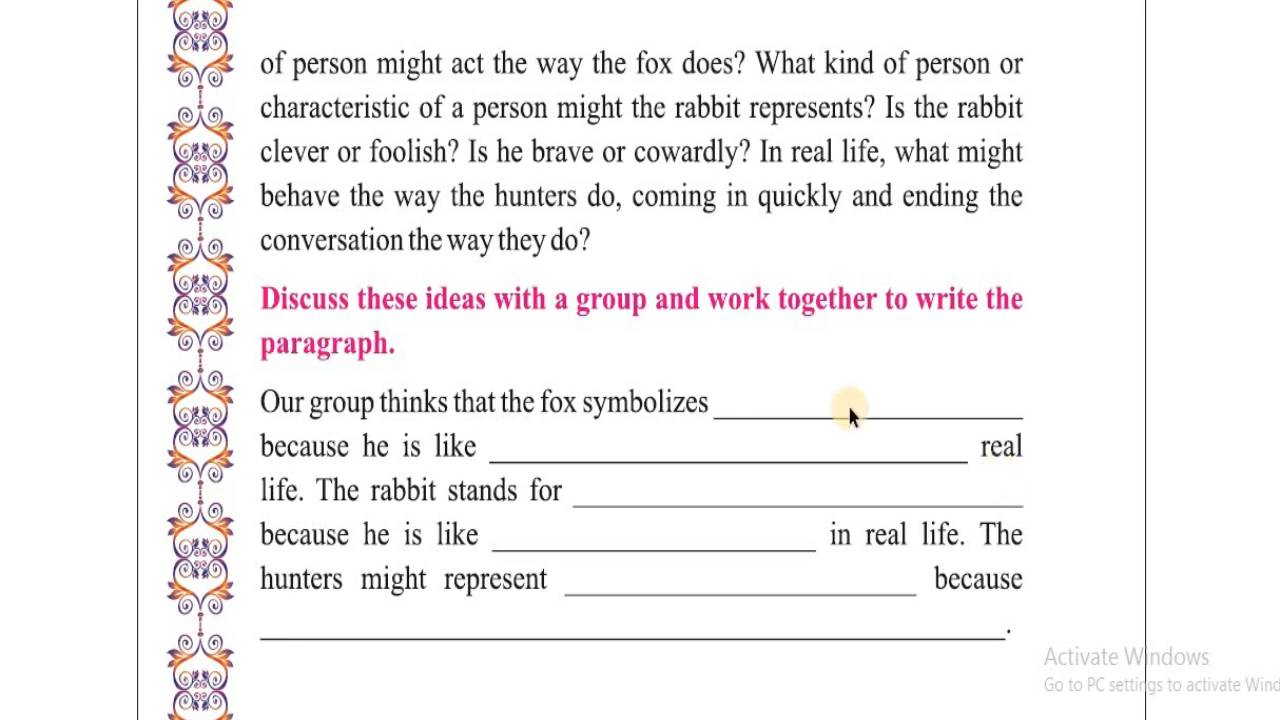 of person might act the way the fox does? What kind of person or
characteristic of a person might the rabbit represents? Is the rabbit
clever or foolish? Is he brave or cowardly? In real life, what might
behave the way the hunters do, coming in quickly and ending the
conversation the way they do?
Discuss these ideas with a group and work together to write the
paragraph.
Our group thinks that the fox symbolizes ____________________
because he is like ______________________________ real
life. The rabbit stands for ____________________________
because he is like ____________________ in real life. The
hunters might represent ______________________ because
______________________________________________.
Activate Windows
Go to PC settings to activate Wind